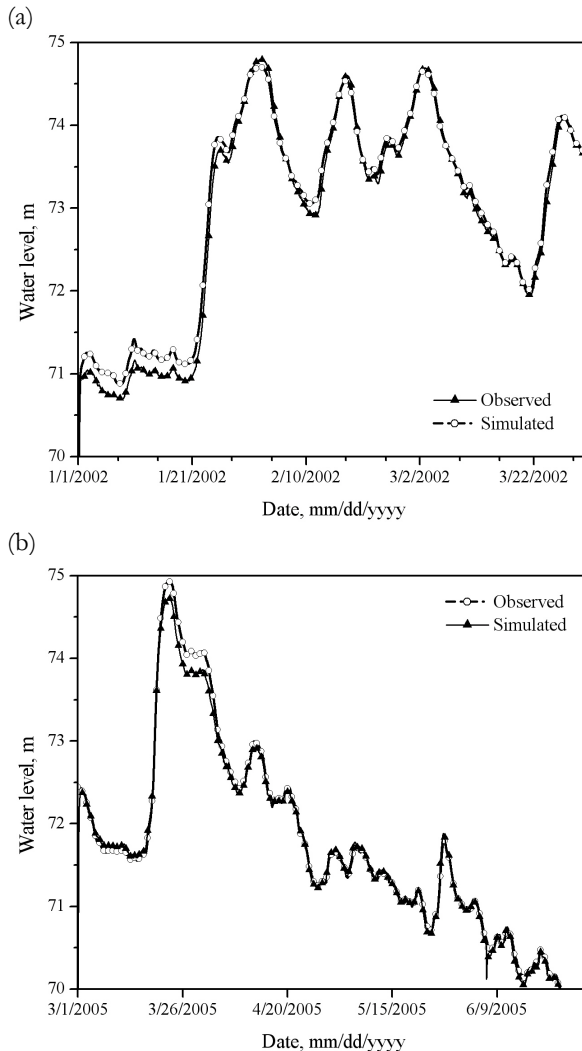 (a)
75
74
73
72
71
70
Water level, m
Observed
Simulated
1/1/2002 1/21/2002 2/10/2002 3/2/2002 3/22/2002
Date, mm/dd/yyyy
(b)
75
74
73
72
71
70
Water level, m
Observed
Simulated
3/1/2005 3/26/2005 4/20/2005 5/15/2005 6/9/2005
Date, mm/dd/yyyy